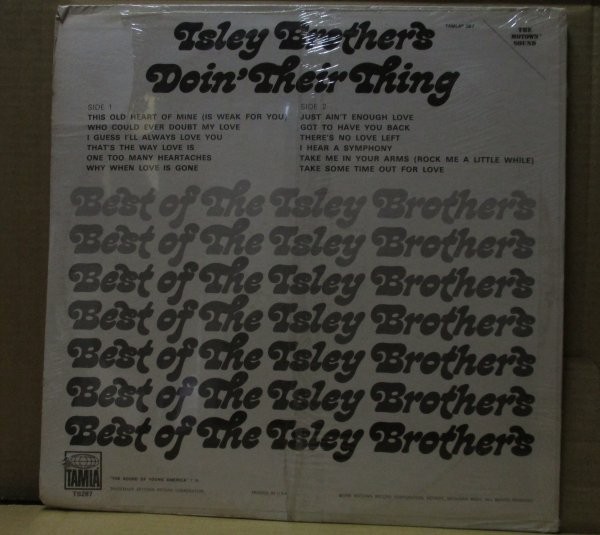 Isley Brothers
Doin' Their Thing
TAMLA® 287
THE
MOTOWN
SOUND
SIDE 1
THIS OLD HEART OF MINE (IS WEAK FOR YOU)
WHO COULD EVER DOUBT MY LOVE
I GUESS I'LL ALWAYS LOVE YOU
THAT'S THE WAY LOVE IS
ONE TOO MANY HEARTACHES
WHY WHEN LOVE IS GONE
SIDE 2
JUST AIN'T ENOUGH LOVE
GOT TO HAVE YOU BACK
THERE'S NO LOVE LEFT
I HEAR A SYMPHONY
TAKE ME IN YOUR ARMS (ROCK ME A LITTLE WHILE)
TAKE SOME TIME OUT FOR LOVE
Best of The Isley Brothers
Best of The Isley Brothers
Best of The Isley Brothers
Best of The Isley Brothers
Best of The Isley Brothers
Best of The Isley Brothers
Best of The Isley Brothers
TAMLA
TS287
"THE SOUND OF YOUNG AMERICA"